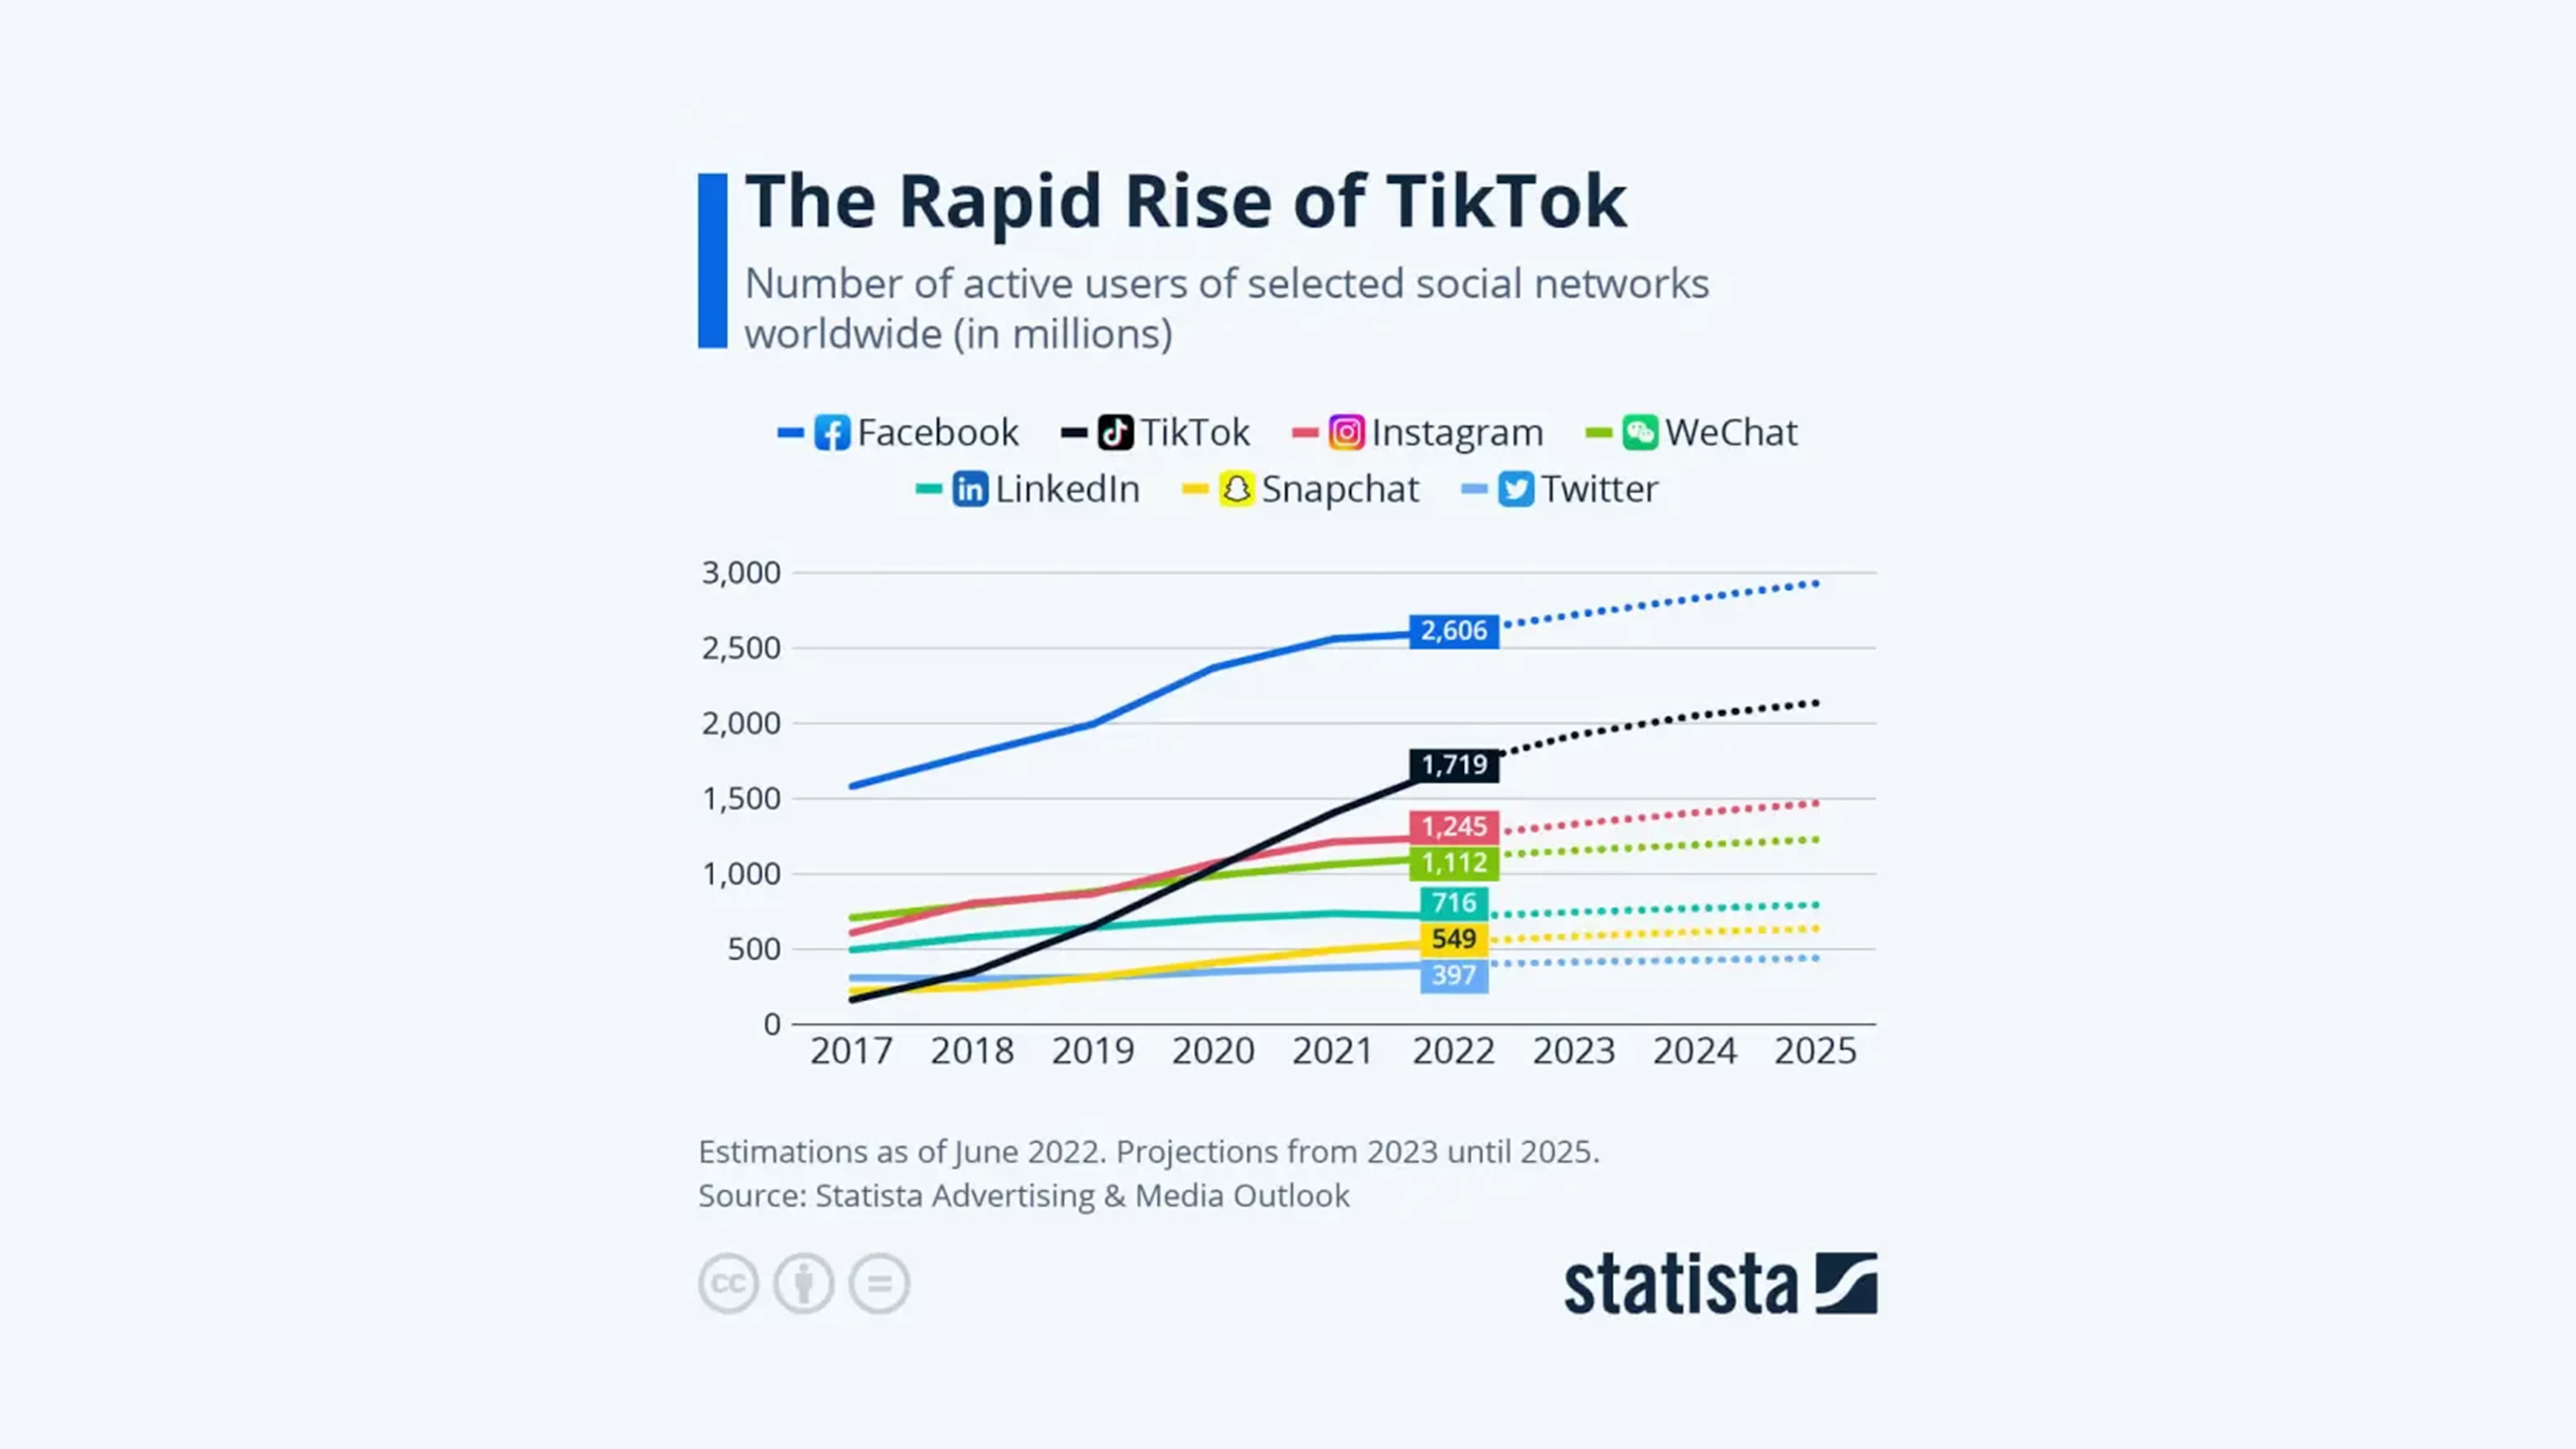 The Rapid Rise of TikTok
Number of active users of selected social networks
worldwide (in millions)
Facebook TikTok Instagram WeChat
LinkedIn Snapchat Twitter
3,000
2,500
2,000
1,500
1,000
500
0
2,606
1,719
1,245
1,112
716
549
397
2017 2018 2019 2020 2021 2022 2023 2024 2025
Estimations as of June 2022. Projections from 2023 until 2025.
Source: Statista Advertising & Media Outlook
cc
statista